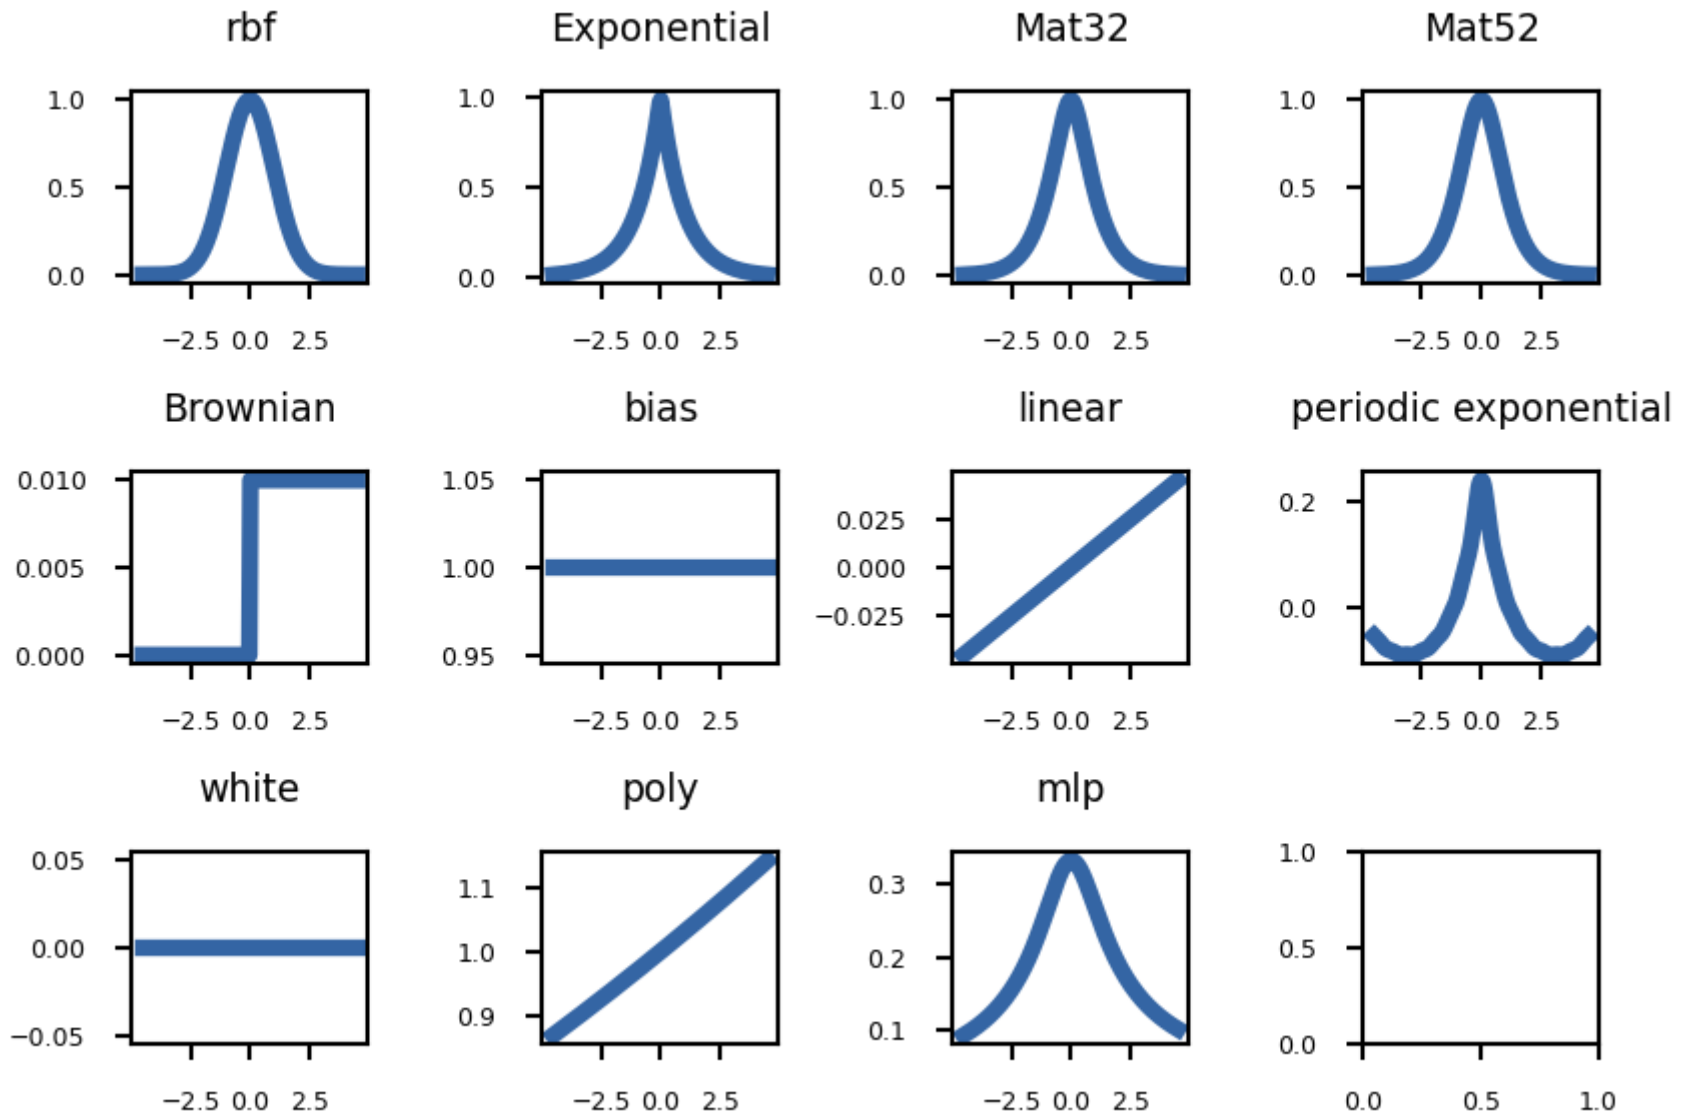 rbf Exponential Mat32 Mat52
1.0 1.0 1.0 1.0
0.5 0.5 0.5 0.5
0.0 0.0 0.0 0.0
−2.5 0.0 2.5 −2.5 0.0 2.5 −2.5 0.0 2.5 −2.5 0.0 2.5
Brownian bias linear periodic exponential
0.010 1.05 0.025 0.2
0.005 1.00 0.000 0.0
0.000 0.95 −0.025
−2.5 0.0 2.5 −2.5 0.0 2.5 −2.5 0.0 2.5 −2.5 0.0 2.5
white poly mlp
0.05 1.1 0.3 1.0
0.00 1.0 0.2 0.5
−0.05 0.9 0.1 0.0
−2.5 0.0 2.5 −2.5 0.0 2.5 −2.5 0.0 2.5 0.0 0.5 1.0